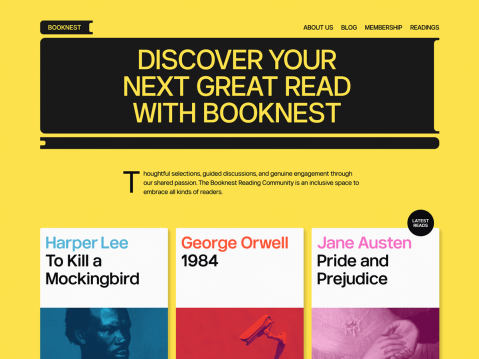 BOOKNEST
ABOUT US BLOG MEMBERSHIP READINGS
DISCOVER YOUR
NEXT GREAT READ
WITH BOOKNEST
Thoughtful selections, guided discussions, and genuine engagement through
our shared passion. The Booknest Reading Community is an inclusive space to
embrace all kinds of readers.
LATEST
READS
Harper Lee
To Kill a
Mockingbird
George Orwell
1984
Jane Austen
Pride and
Prejudice